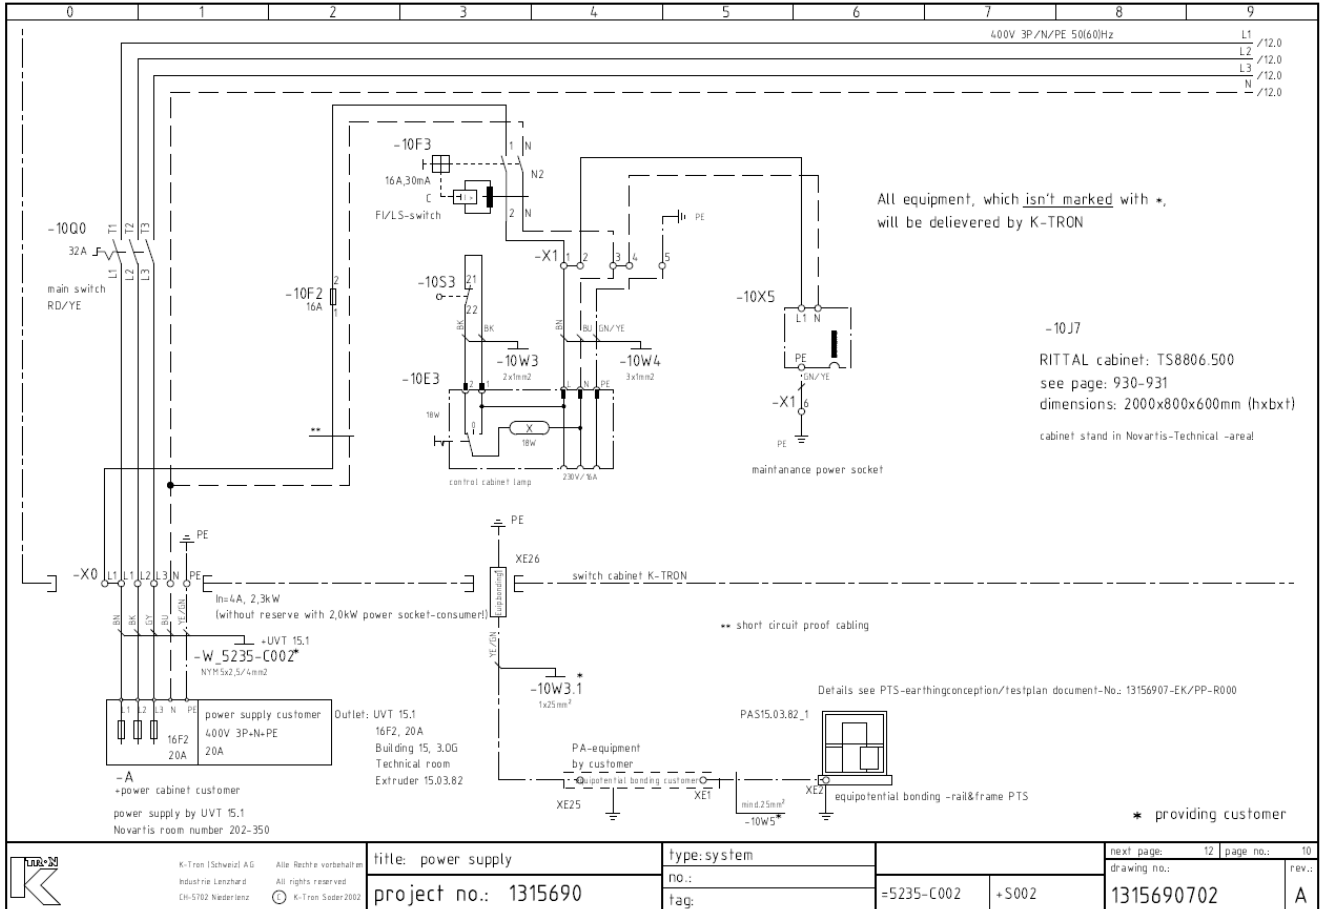 0 1 2 3 4 5 6 7 8 9
400V 3P/N/PE 50(60)Hz
L1 /12.0
L2 /12.0
L3 /12.0
N /12.0
-10F3
1 N
N2
16A,30mA
C
I>
FI/LS-switch
2 N
PE
All equipment, which isn't marked with *,
will be delievered by K-TRON
-10Q0
T1 T2 T3
32A
L1 L2 L3
main switch
RD/YE
-X1 1 2 3 4 5
-10S3
21
22
-10F2
16A
2
1
-10X5
L1 N
PE
GN/YE
-X1 6
PE
maintanance power socket
BK BK
BN BU GN/YE
-10W3
2x1mm2
-10W4
3x1mm2
-10J7
RITTAL cabinet: TS8806.500
see page: 930-931
dimensions: 2000x800x600mm (hxbxt)
cabinet stand in Novartis-Technical -area!
-10E3
2 1 L N PE
18W
0
X
18W
**
control cabinet lamp
230V/16A
PE
PE
XE26
-X0 L1 L1 L2 L3 N PE
switch cabinet K-TRON
In=4A, 2,3kW
(without reserve with 2,0kW power socket-consumer!)
BN BK GY BU YE/GN
+UVT 15.1
-W_5235-C002*
NYM5x2,5/4mm2
YE/GN
** short circuit proof cabling
-10W3.1 *
1x25mm²
Details see PTS-earthingconception/testplan document-No.: 13156907-EK/PP-R000
L1 L2 L3 N PE
16F2
20A
power supply customer
400V 3P+N+PE
20A
Outlet: UVT 15.1
16F2, 20A
Building 15, 3.OG
Technical room
Extruder 15.03.82
PAS15.03.82_1
PA-equipment
by customer
equipotential bonding customer
XE25
XE1
XE2
mind.25mm²
-10W5*
equipotential bonding -rail&frame PTS
-A
+power cabinet customer
power supply by UVT 15.1
Novartis room number 202-350
* providing customer
TRON
K
K-Tron (Schweiz) AG
Industrie Lenzhard
CH-5702 Niederlenz
Alle Rechte vorbehalten
All rights reserved
© K-Tron Soder2002
title: power supply
project no.: 1315690
type: system
no.:
tag:
=5235-C002
+S002
next page: 12
page no.: 10
drawing no.:
1315690702
rev.:
A